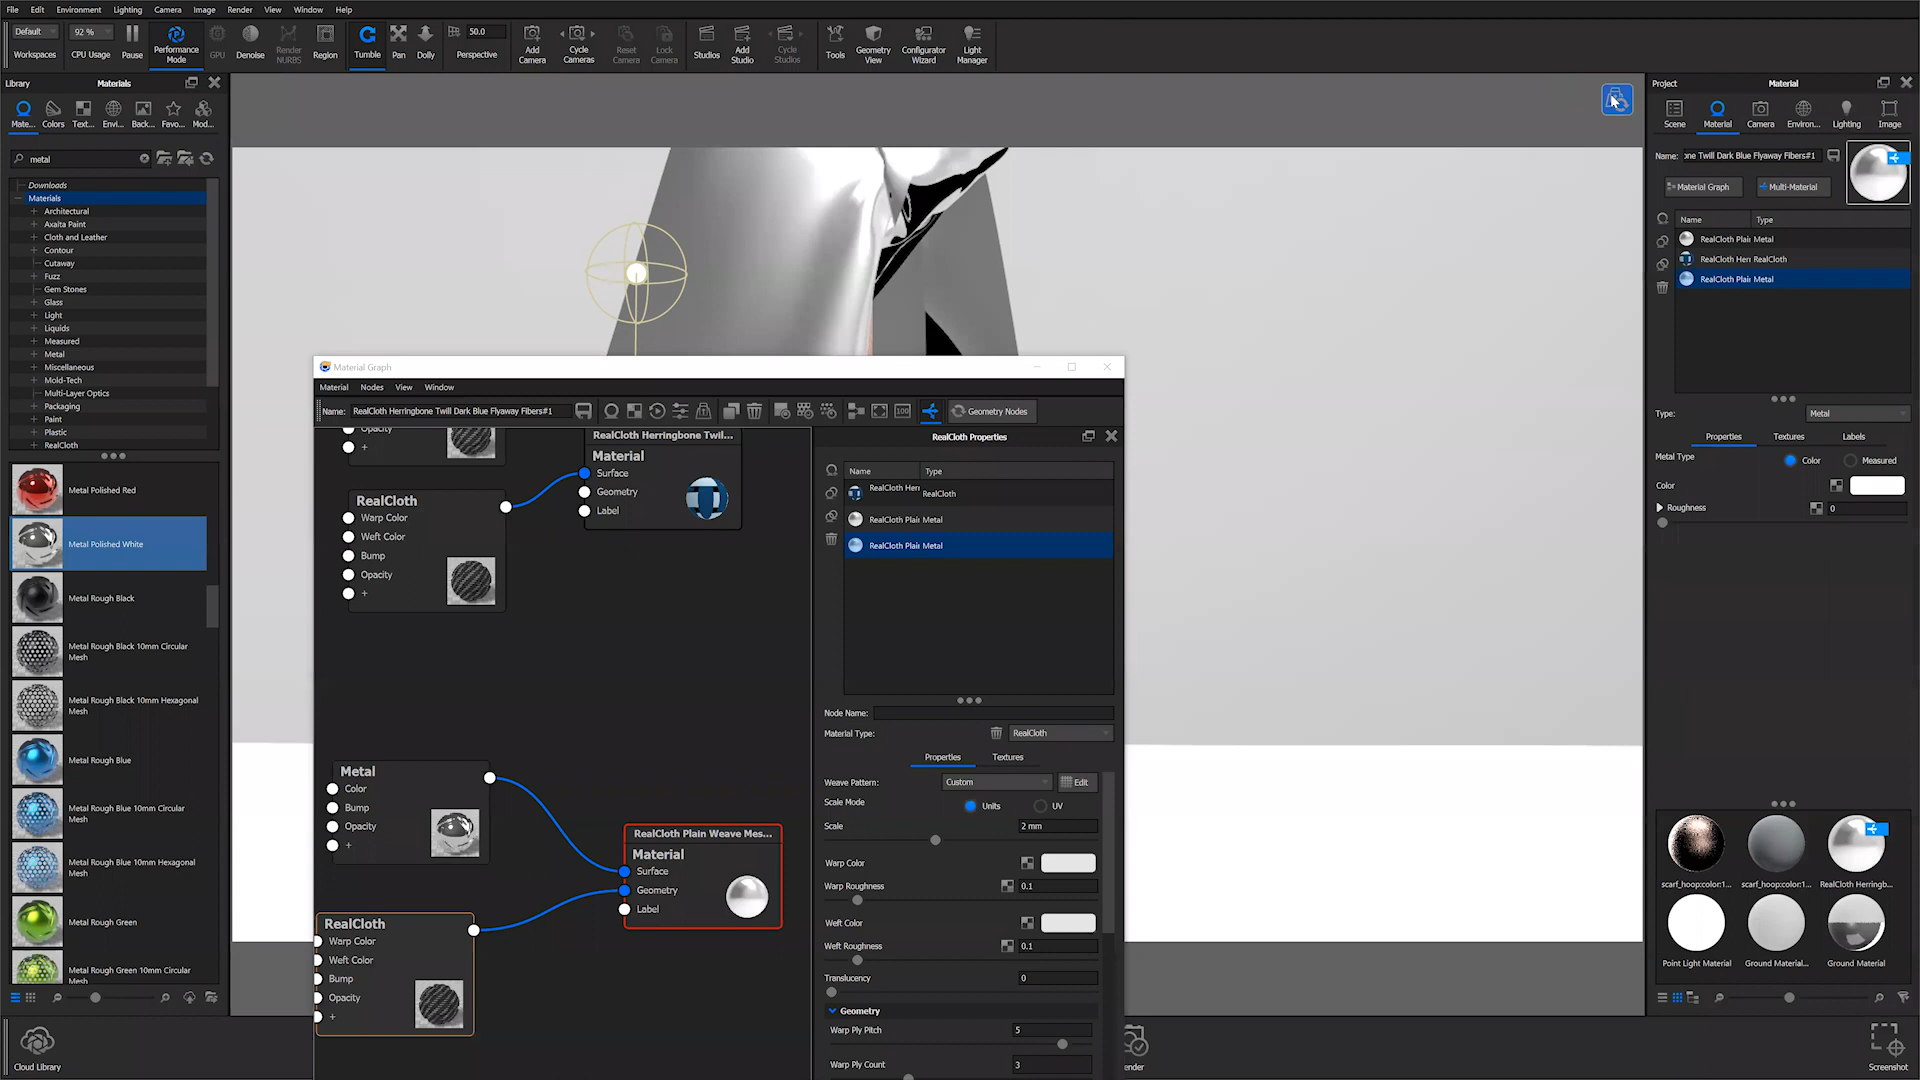 File Edit Environment Lighting Camera Image Render View Window Help
Default 92 % 50.0
Workspaces CPU Usage Pause Performance Mode GPU Denoise Render NURBS Region Tumble Pan Dolly Perspective Add Camera Cycle Cameras Reset Camera Lock Camera Studios Add Studio Cycle Studios Tools Geometry View Configurator Wizard Light Manager
Library Materials
Mate... Colors Text... Envi... Back... Favo... Mod...
metal
Downloads
Materials
Architectural
Axalta Paint
Cloth and Leather
Contour
Cutaway
Fuzz
Gem Stones
Glass
Light
Liquids
Measured
Metal
Miscellaneous
Mold-Tech
Multi-Layer Optics
Packaging
Paint
Plastic
RealCloth
Metal Polished Red
Metal Polished White
Metal Rough Black
Metal Rough Black 10mm Circular
Mesh
Metal Rough Black 10mm Hexagonal
Mesh
Metal Rough Blue
Metal Rough Blue 10mm Circular
Mesh
Metal Rough Blue 10mm Hexagonal
Mesh
Metal Rough Green
Metal Rough Green 10mm Circular
Mesh
Cloud Library
Material Graph
Material Nodes View Window
Name: RealCloth Herringbone Twill Dark Blue Flyaway Fibers#1 100 Geometry Nodes
Opacity
+
RealCloth
Warp Color
Weft Color
Bump
Opacity
+
RealCloth Herringbone Twil...
Material
Surface
Geometry
Label
Metal
Color
Bump
Opacity
+
RealCloth
Warp Color
Weft Color
Bump
Opacity
+
RealCloth Plain Weave Mes...
Material
Surface
Geometry
Label
RealCloth Properties
Name Type
RealCloth Herr RealCloth
RealCloth Plair Metal
RealCloth Plair Metal
Node Name:
Material Type: RealCloth
Properties Textures
Weave Pattern: Custom Edit
Scale Mode Units UV
Scale 2 mm
Warp Color
Warp Roughness 0.1
Weft Color
Weft Roughness 0.1
Translucency 0
Geometry
Warp Ply Pitch 5
Warp Ply Count 3
ender
Project Material
Scene Material Camera Environ... Lighting Image
Name: one Twill Dark Blue Flyaway Fibers#1
Material Graph Multi-Material
Name Type
RealCloth Plair Metal
RealCloth Herr RealCloth
RealCloth Plair Metal
Type: Metal
Properties Textures Labels
Metal Type Color Measured
Color
Roughness 0
scarf_hoop:color:1... scarf_hoop:color:1... RealCloth Herringb...
Point Light Material Ground Material... Ground Material
Screenshot